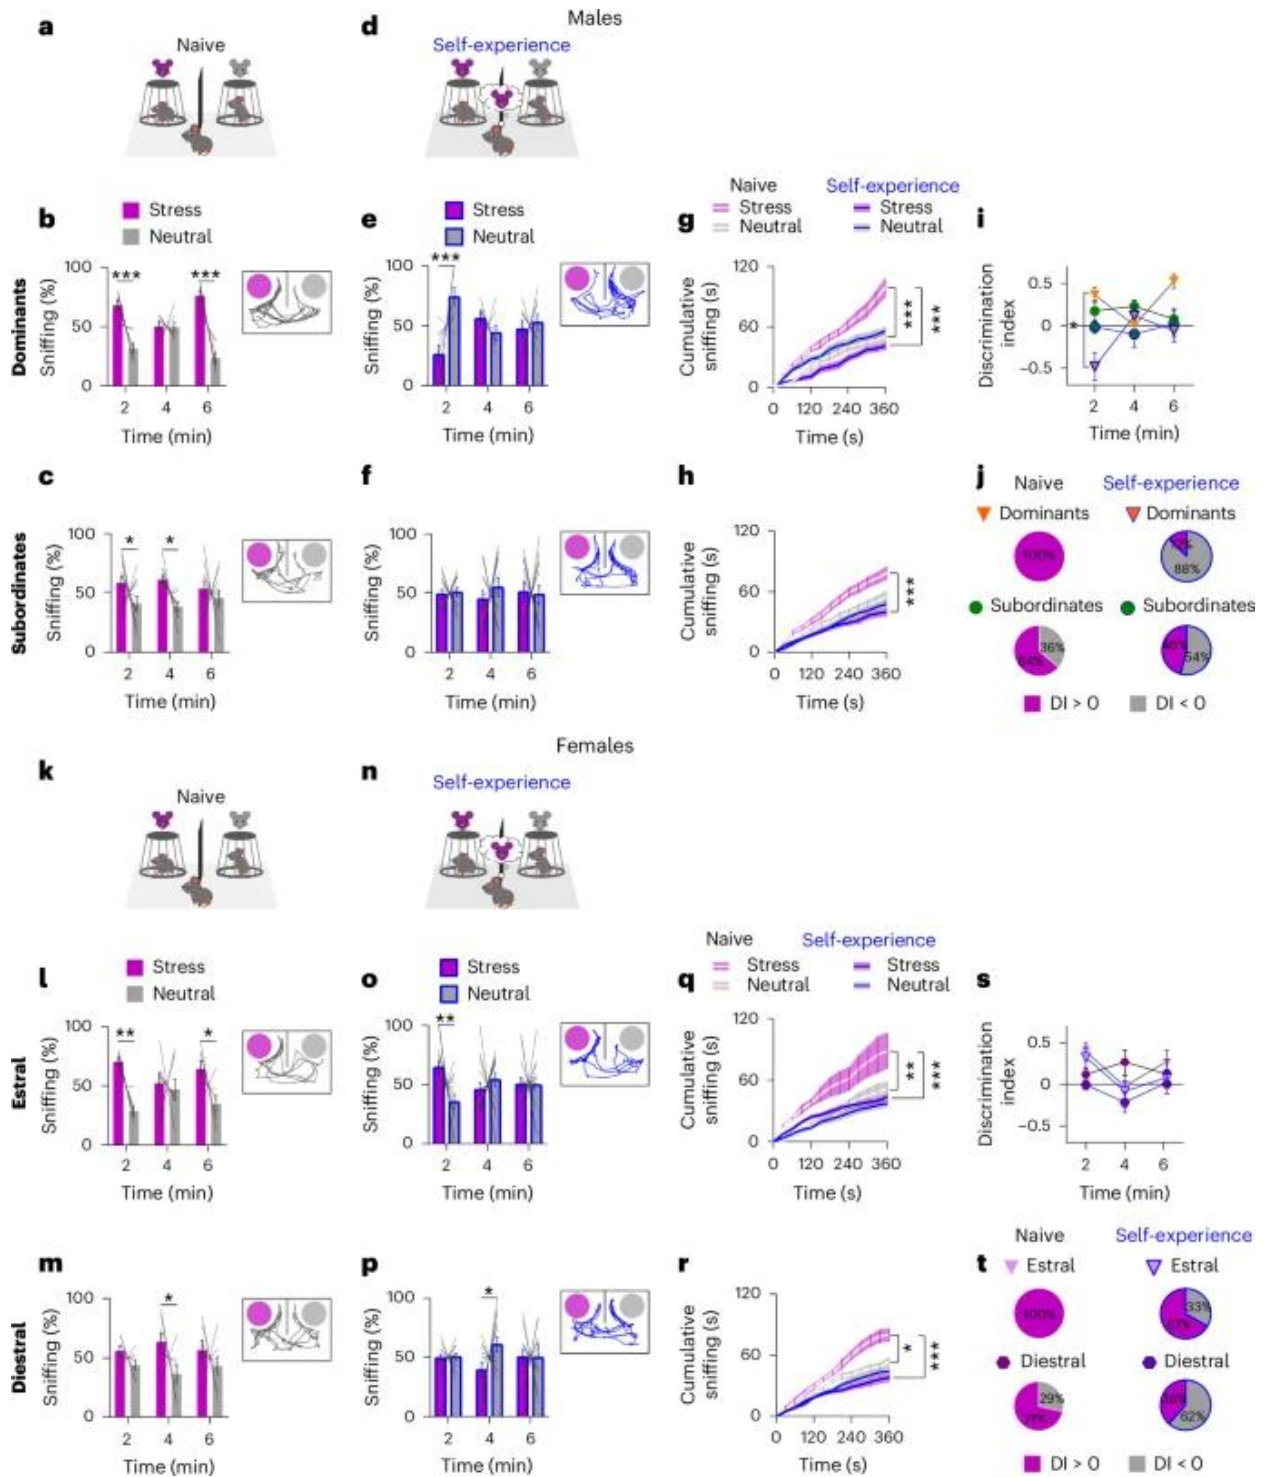 Males
a
Naive
d
Self-experience
b
Stress
Neutral
Dominants
Sniffing (%)
100
50
0
***
***
2 4 6
Time (min)
e
Stress
Neutral
Sniffing (%)
100
50
0
***
2 4 6
Time (min)
g
Naive Self-experience
Stress Stress
Neutral Neutral
Cumulative
sniffing (s)
120
60
0
***
***
0 120 240 360
Time (s)
i
Discrimination
index
0.5
0
−0.5
*
2 4 6
Time (min)
c
Subordinates
Sniffing (%)
100
50
0
* *
2 4 6
Time (min)
f
Sniffing (%)
100
50
0
2 4 6
Time (min)
h
Cumulative
sniffing (s)
120
60
0
***
0 120 240 360
Time (s)
j
Naive Self-experience
Dominants Dominants
100%
88%
Subordinates Subordinates
36%
64%
54%
DI > 0 DI < 0
Females
k
Naive
n
Self-experience
l
Stress
Neutral
Estral
Sniffing (%)
100
50
0
** *
2 4 6
Time (min)
o
Stress
Neutral
Sniffing (%)
100
50
0
**
2 4 6
Time (min)
q
Naive Self-experience
Stress Stress
Neutral Neutral
Cumulative
sniffing (s)
120
60
0
**
***
0 120 240 360
Time (s)
s
Discrimination
index
0.5
0
−0.5
2 4 6
Time (min)
m
Diestral
Sniffing (%)
100
50
0
*
2 4 6
Time (min)
p
Sniffing (%)
100
50
0
*
2 4 6
Time (min)
r
Cumulative
sniffing (s)
120
60
0
*
***
0 120 240 360
Time (s)
t
Naive Self-experience
Estral Estral
100%
33%
67%
Diestral Diestral
29%
71%
62%
DI > 0 DI < 0